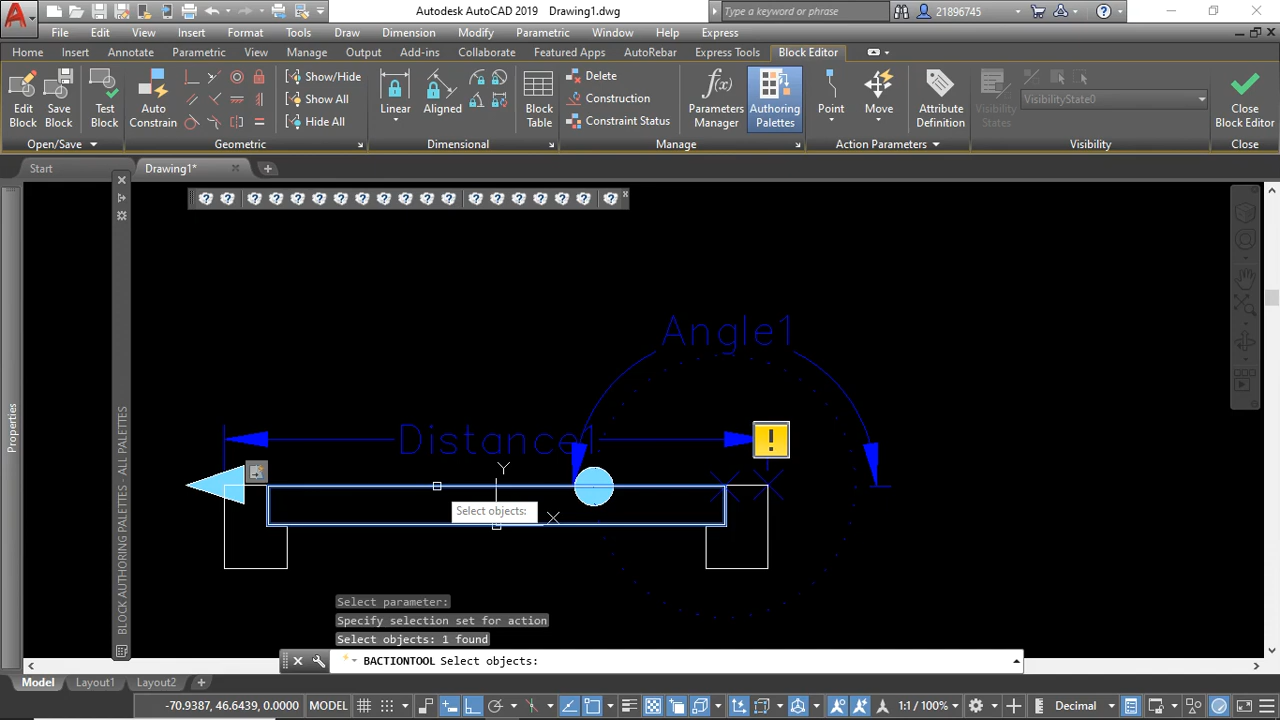 Autodesk AutoCAD 2019 Drawing1.dwg Type a keyword or phrase 21896745
File Edit View Insert Format Tools Draw Dimension Modify Parametric Window Help Express
Home Insert Annotate Parametric View Manage Output Add-ins Collaborate Featured Apps AutoRebar Express Tools Block Editor
Edit Block
Save Block
Test Block
Auto Constrain
Show/Hide
Show All
Hide All
Linear
Aligned
Block Table
Delete
Construction
Constraint Status
Parameters Manager
Authoring Palettes
Point
Move
Attribute Definition
Visibility States
VisibilityState0
Close Block Editor
Open/Save Geometric Dimensional Manage Action Parameters Visibility Close
Start Drawing1*
Properties
BLOCK AUTHORING PALETTES - ALL PALETTES
Angle1
Distance1
Y
Select objects:
X
Select parameter:
Specify selection set for action
Select objects: 1 found
BACTIONTOOL Select objects:
Model Layout1 Layout2
-70.9387, 46.6439, 0.0000 MODEL 1:1 / 100% Decimal